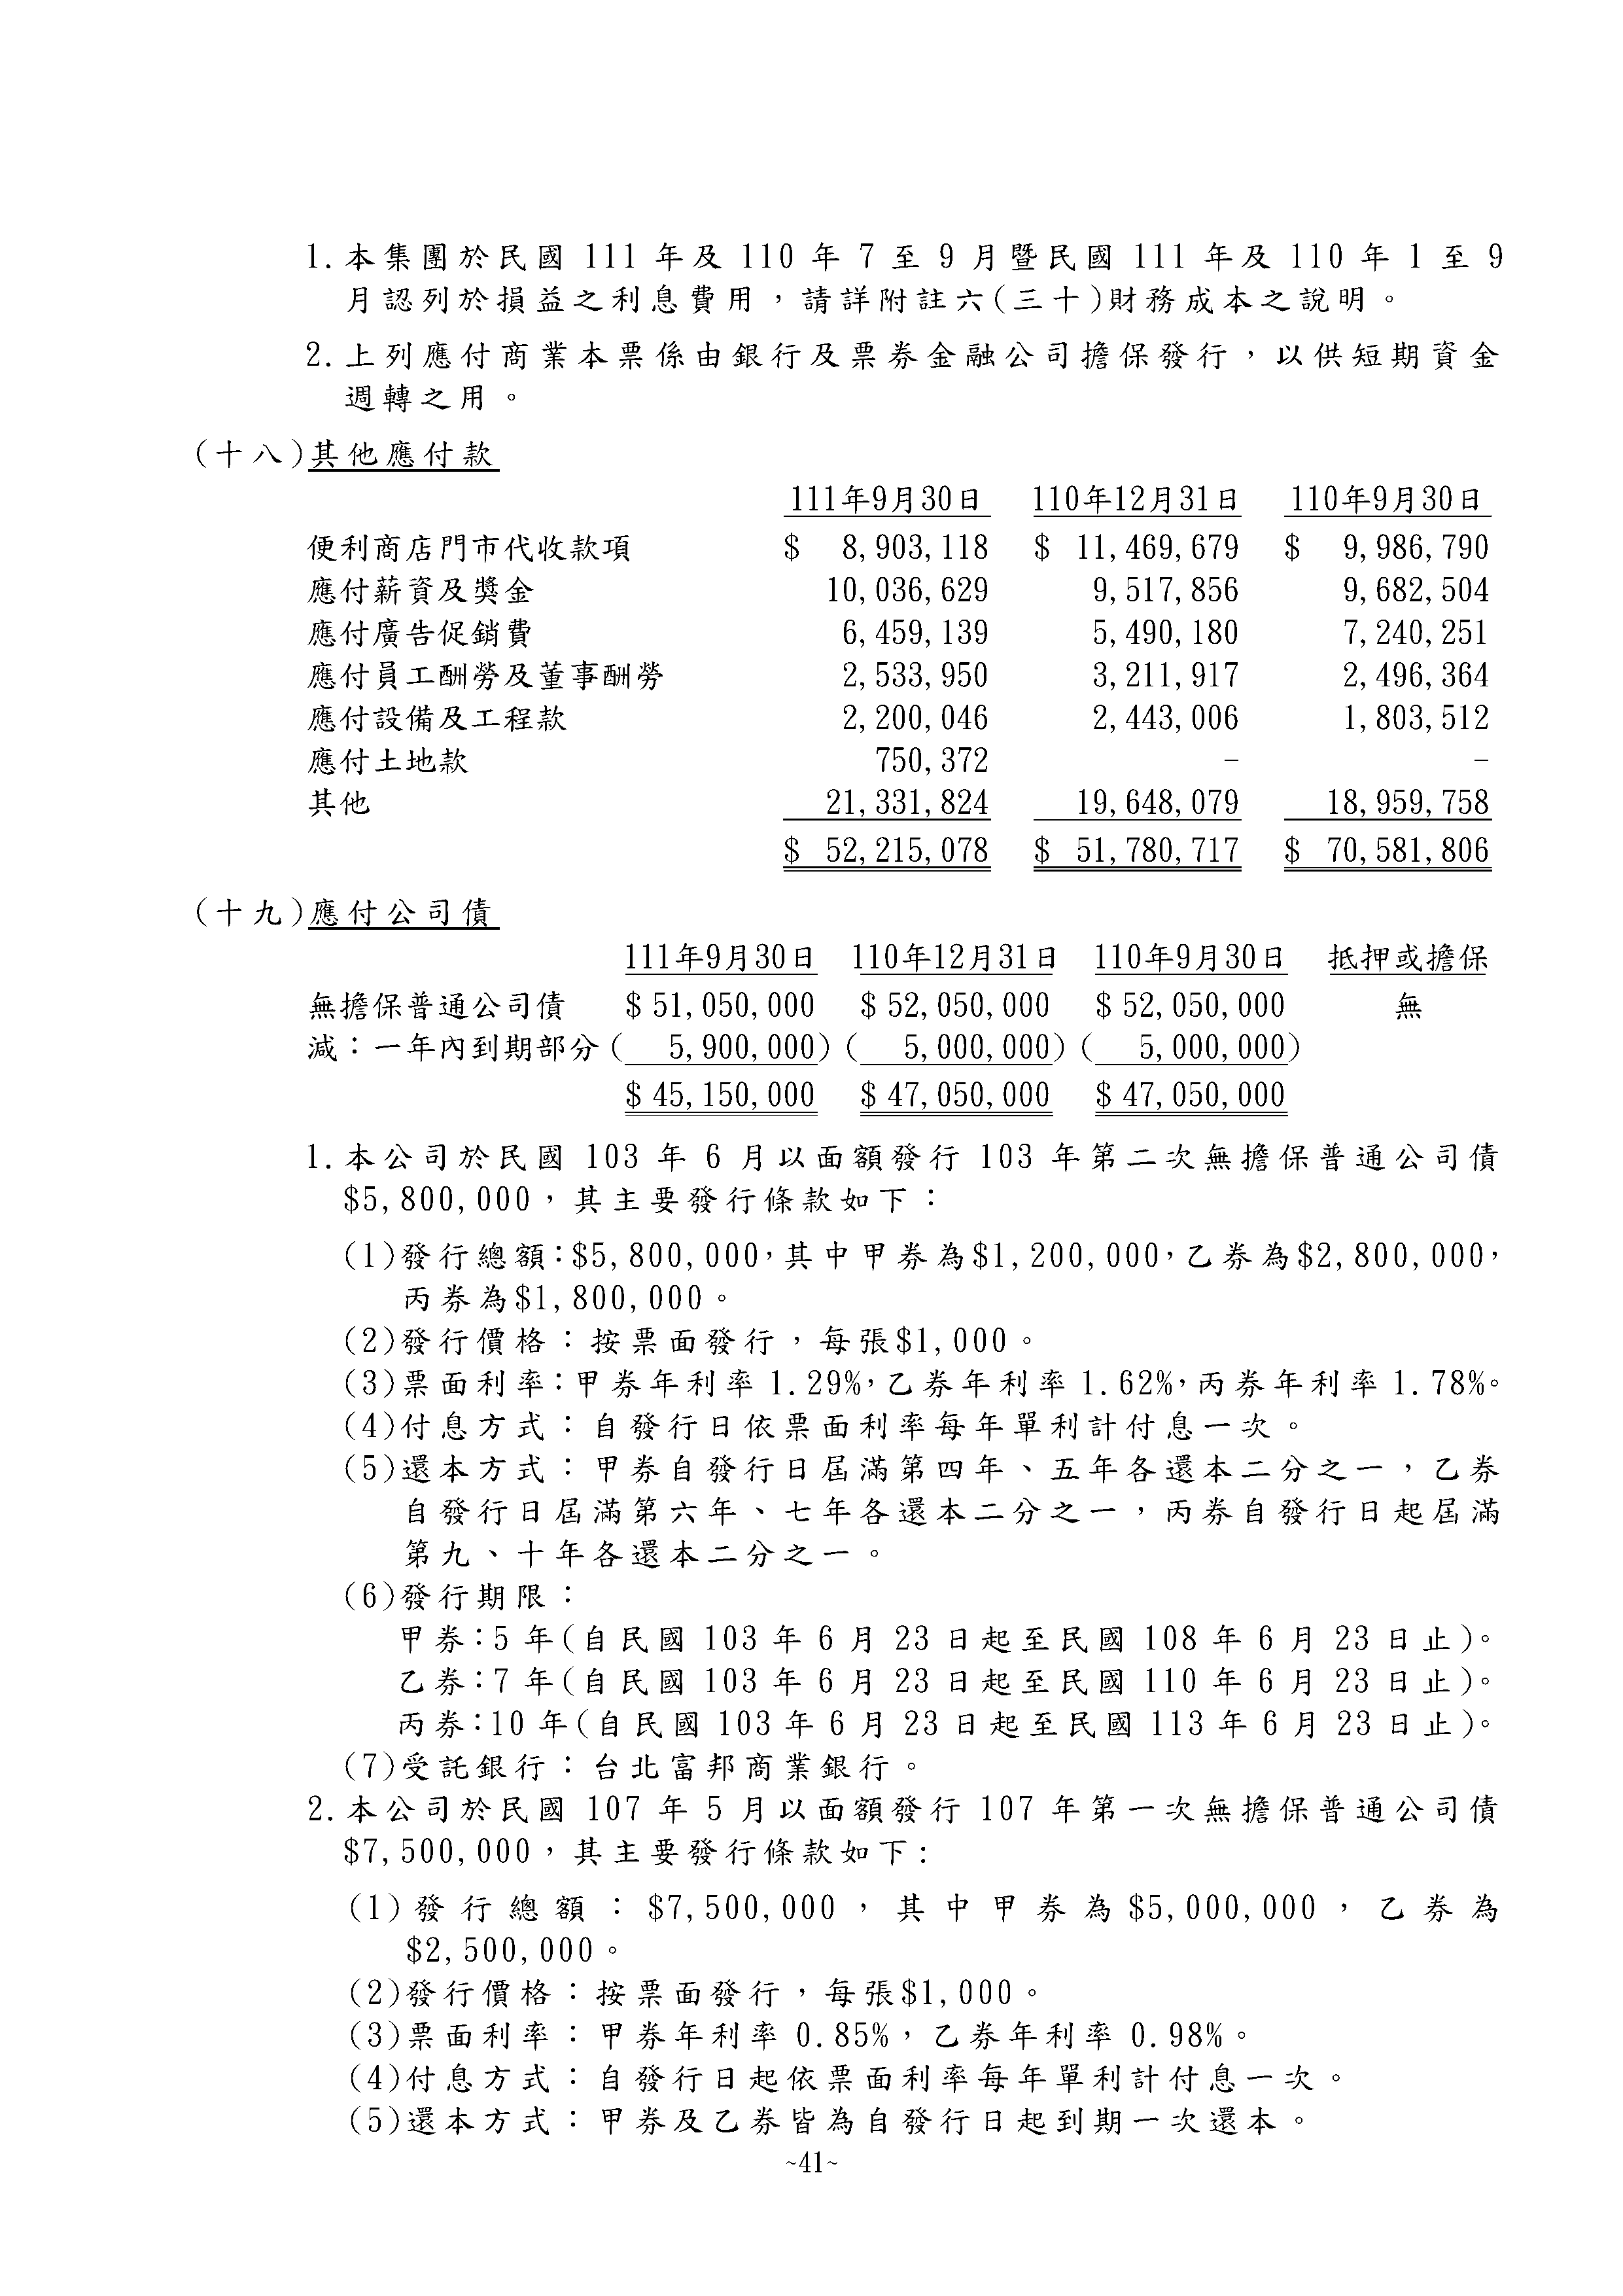 1.本集團於民國 111 年及 110 年 7 至 9 月暨民國 111 年及 110 年 1 至 9
月認列於損益之利息費用，請詳附註六(三十)財務成本之說明。
2.上列應付商業本票係由銀行及票券金融公司擔保發行，以供短期資金
週轉之用。
(十八)其他應付款
111年9月30日 110年12月31日 110年9月30日
便利商店門市代收款項 $ 8,903,118 $ 11,469,679 $ 9,986,790
應付薪資及獎金 10,036,629 9,517,856 9,682,504
應付廣告促銷費 6,459,139 5,490,180 7,240,251
應付員工酬勞及董事酬勞 2,533,950 3,211,917 2,496,364
應付設備及工程款 2,200,046 2,443,006 1,803,512
應付土地款 750,372 - -
其他 21,331,824 19,648,079 18,959,758
$ 52,215,078 $ 51,780,717 $ 70,581,806
(十九)應付公司債
111年9月30日 110年12月31日 110年9月30日 抵押或擔保
無擔保普通公司債 $ 51,050,000 $ 52,050,000 $ 52,050,000 無
減：一年內到期部分 ( 5,900,000) ( 5,000,000) ( 5,000,000)
$ 45,150,000 $ 47,050,000 $ 47,050,000
1.本公司於民國 103 年 6 月以面額發行 103 年第二次無擔保普通公司債
$5,800,000，其主要發行條款如下：
(1)發行總額：$5,800,000，其中甲券為$1,200,000，乙券為$2,800,000，
丙券為$1,800,000。
(2)發行價格：按票面發行，每張$1,000。
(3)票面利率：甲券年利率 1.29%，乙券年利率 1.62%，丙券年利率 1.78%。
(4)付息方式：自發行日依票面利率每年單利計付息一次。
(5)還本方式：甲券自發行日屆滿第四年、五年各還本二分之一，乙券
自發行日屆滿第六年、七年各還本二分之一，丙券自發行日起屆滿
第九、十年各還本二分之一。
(6)發行期限：
甲券：5 年(自民國 103 年 6 月 23 日起至民國 108 年 6 月 23 日止)。
乙券：7 年(自民國 103 年 6 月 23 日起至民國 110 年 6 月 23 日止)。
丙券：10 年(自民國 103 年 6 月 23 日起至民國 113 年 6 月 23 日止)。
(7)受託銀行：台北富邦商業銀行。
2.本公司於民國 107 年 5 月以面額發行 107 年第一次無擔保普通公司債
$7,500,000，其主要發行條款如下:
(1)發行總額：$7,500,000，其中甲券為$5,000,000，乙券為
$2,500,000。
(2)發行價格：按票面發行，每張$1,000。
(3)票面利率：甲券年利率 0.85%，乙券年利率 0.98%。
(4)付息方式：自發行日起依票面利率每年單利計付息一次。
(5)還本方式：甲券及乙券皆為自發行日起到期一次還本。
~41~